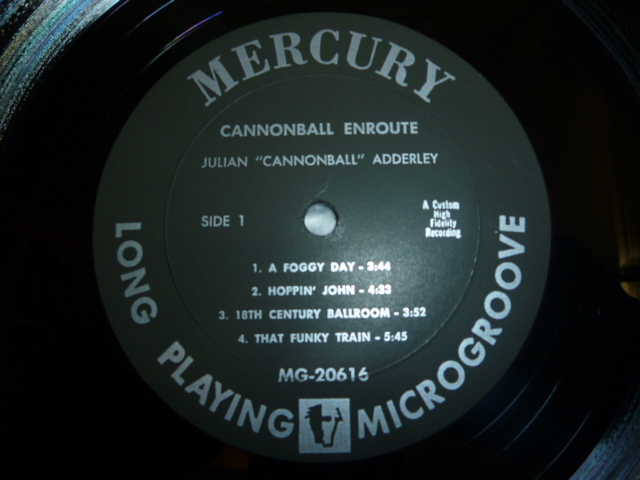 MERCURY
CANNONBALL ENROUTE
JULIAN "CANNONBALL" ADDERLEY
SIDE 1
A Custom
High
Fidelity
Recording
1. A FOGGY DAY - 3:44
2. HOPPIN' JOHN - 4:33
3. 18TH CENTURY BALLROOM - 3:52
4. THAT FUNKY TRAIN - 5:45
MG-20616
LONG PLAYING MICROGROOVE